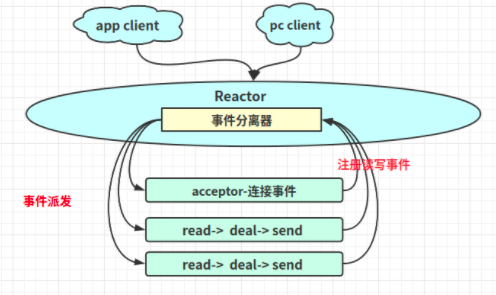 app client
pc client
Reactor
事件分离器
注册读写事件
acceptor-连接事件
事件派发
read-> deal-> send
read-> deal-> send